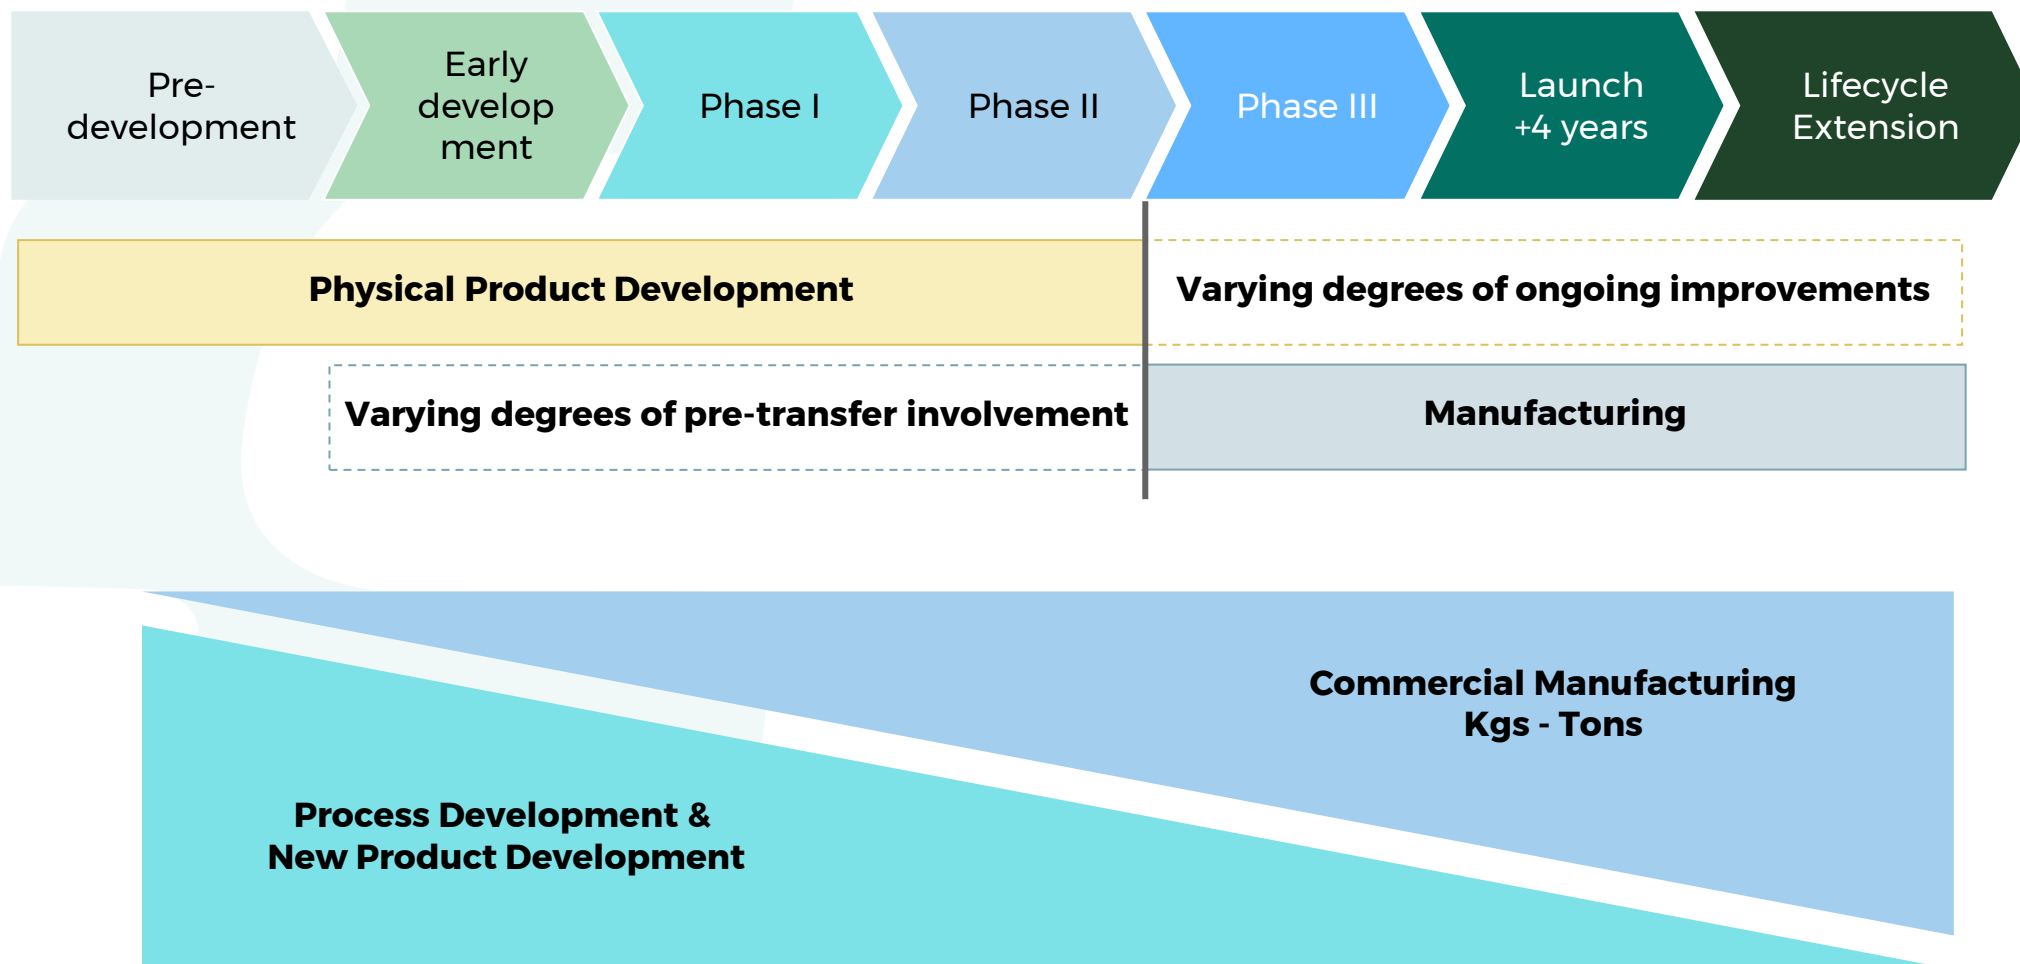 Pre-
development
Early
develop
ment
Phase I
Phase II
Phase III
Launch
+4 years
Lifecycle
Extension
Physical Product Development
Varying degrees of ongoing improvements
Varying degrees of pre-transfer involvement
Manufacturing
Commercial Manufacturing
Kgs - Tons
Process Development &
New Product Development